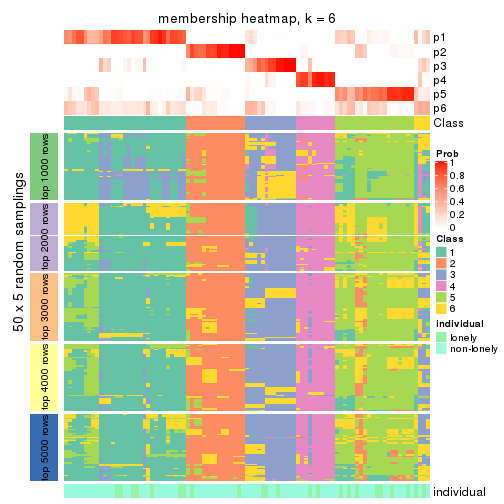 membership heatmap, k = 6
p1
p2
p3
p4
p5
p6
Class
50 x 5 random samplings
top 1000 rows
top 2000 rows
top 3000 rows
top 4000 rows
top 5000 rows
individual
Prob
1
0.8
0.6
0.4
0.2
0
Class
1
2
3
4
5
6
Individual
lonely
non-lonely